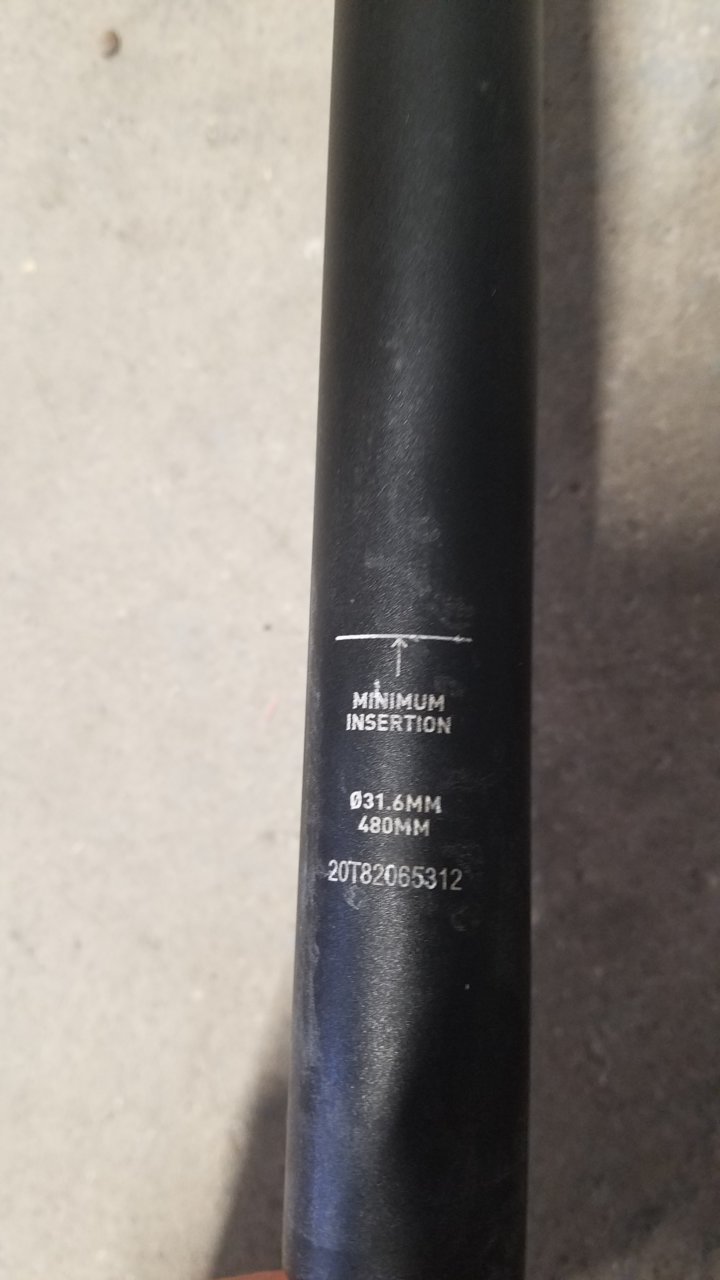 MINIMUM
INSERTION
Ø31.6MM
480MM
20T82065312